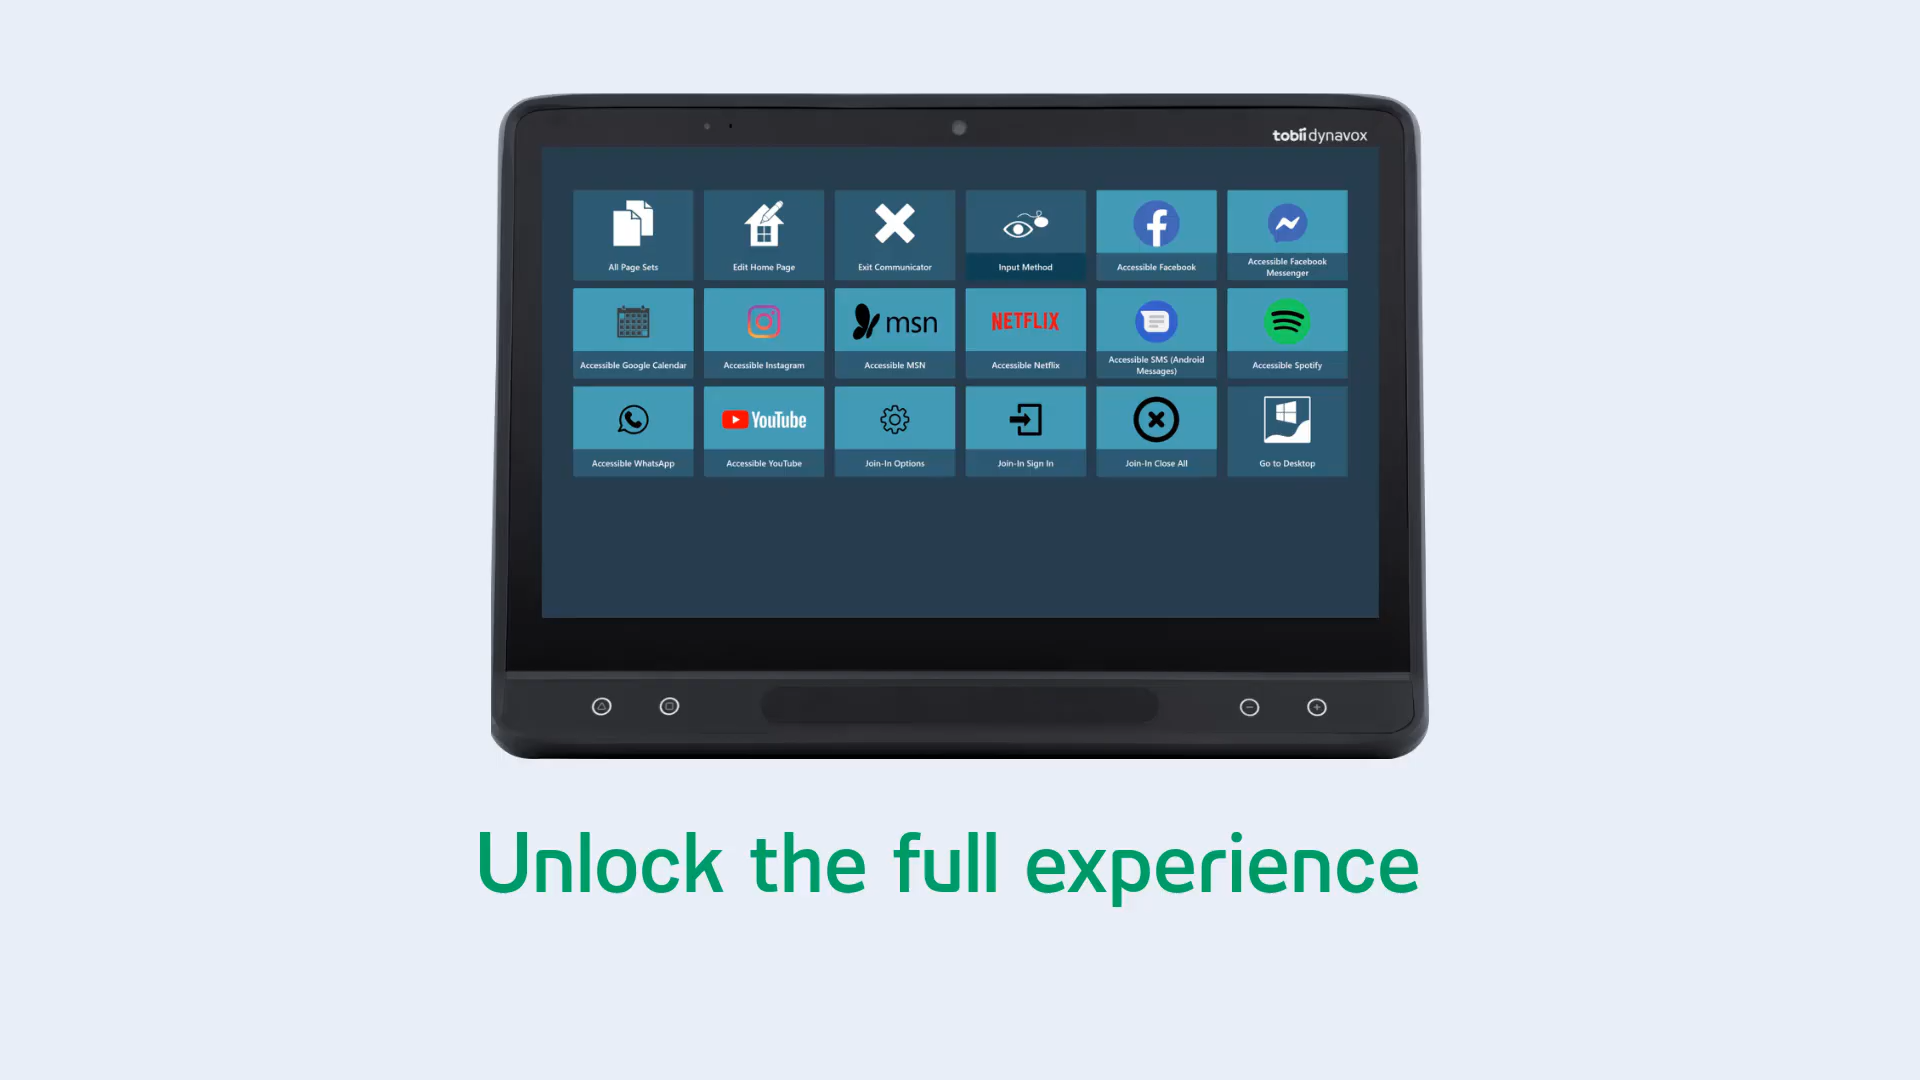 tobii dynavox
All Page Sets
Edit Home Page
Exit Communicator
Input Method
Accessible Facebook
Accessible Facebook
Messenger
msn
NETFLIX
Accessible Google Calendar
Accessible Instagram
Accessible MSN
Accessible Netflix
Accessible SMS (Android
Messages)
Accessible Spotify
YouTube
Accessible WhatsApp
Accessible YouTube
Join-In Options
Join-In Sign In
Join-In Close All
Go to Desktop
Unlock the full experience